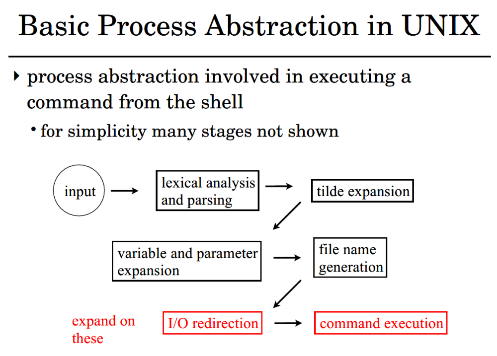 Basic Process Abstraction in UNIX
process abstraction involved in executing a
command from the shell
• for simplicity many stages not shown
input
lexical analysis
and parsing
tilde expansion
variable and parameter
expansion
file name
generation
expand on
these
I/O redirection
command execution